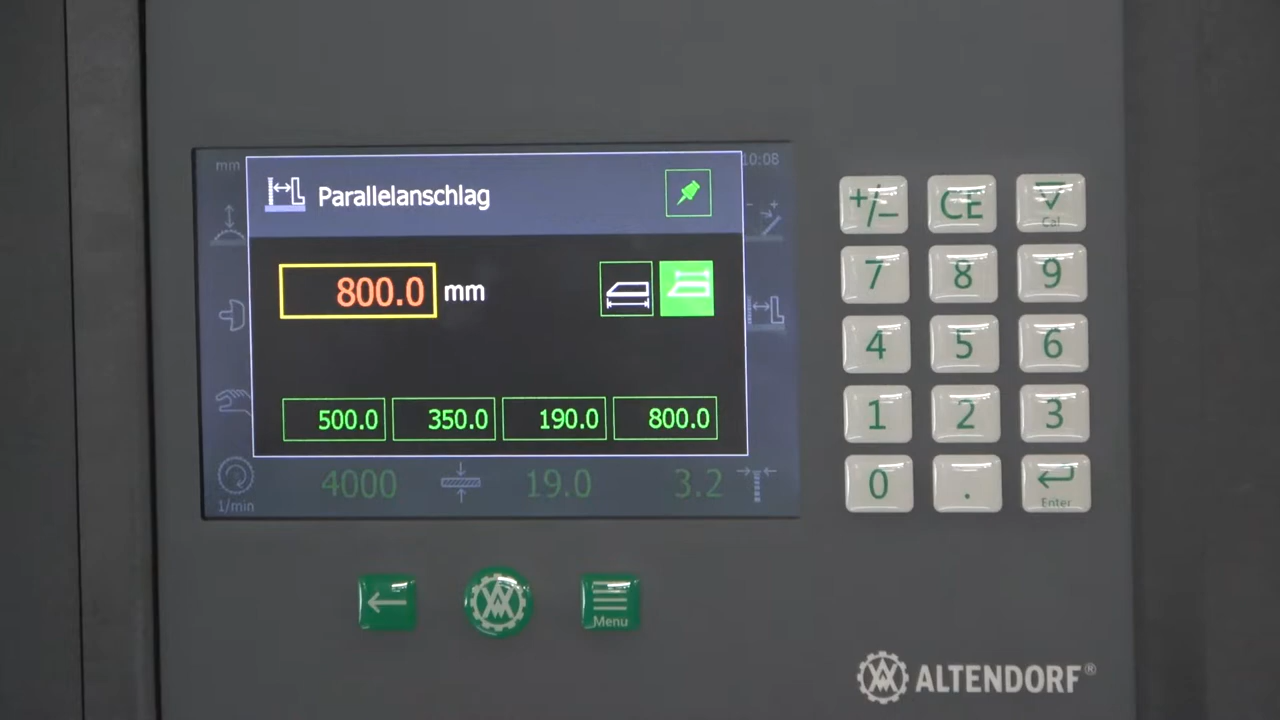 mm
10:08
Parallelanschlag
800.0 mm
500.0 350.0 190.0 800.0
4000 19.0 3.2
1/min
+/− CE Cal
7 8 9
4 5 6
1 2 3
0 . Enter
Menu
ALTENDORF®